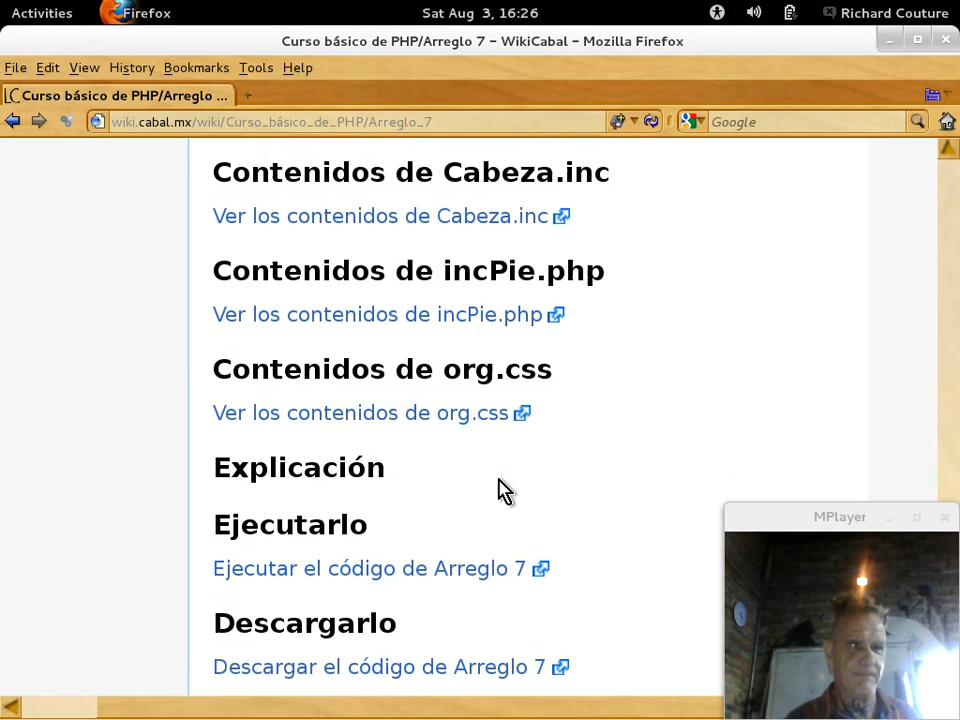 Activities Firefox Sat Aug 3, 16:26 Richard Couture
Curso básico de PHP/Arreglo 7 – WikiCabal – Mozilla Firefox
File Edit View History Bookmarks Tools Help
Curso básico de PHP/Arreglo ... +
wiki.cabal.mx/wiki/Curso_básico_de_PHP/Arreglo_7 Google
Contenidos de Cabeza.inc
Ver los contenidos de Cabeza.inc
Contenidos de incPie.php
Ver los contenidos de incPie.php
Contenidos de org.css
Ver los contenidos de org.css
Explicación
Ejecutarlo
Ejecutar el código de Arreglo 7
Descargarlo
Descargar el código de Arreglo 7
MPlayer